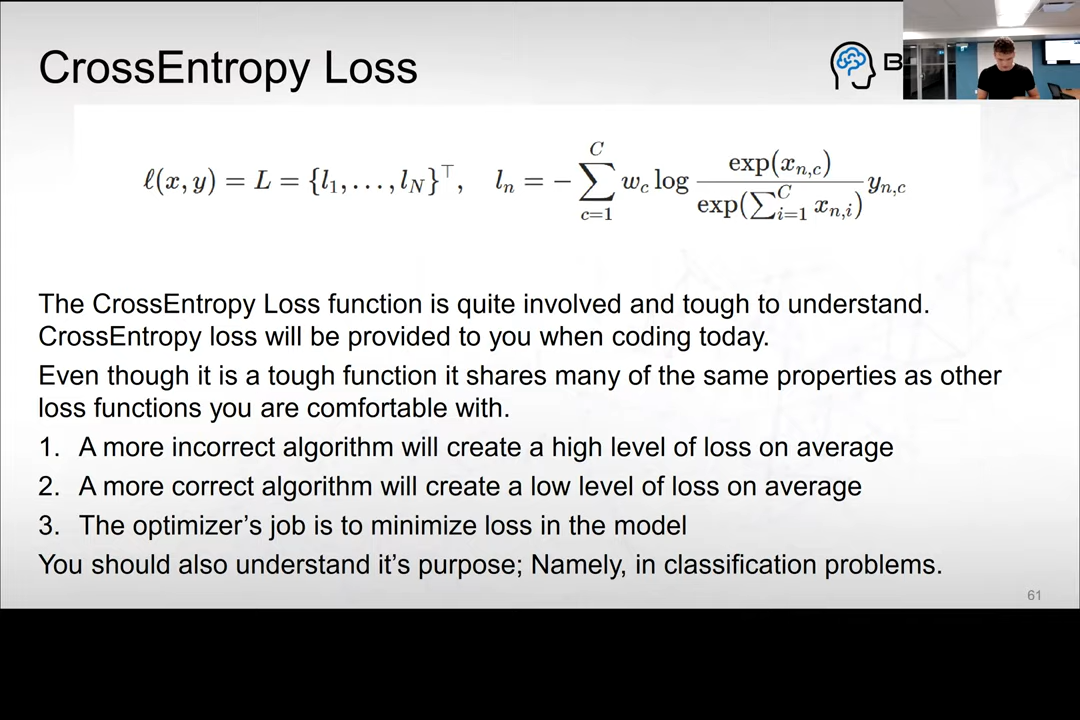 CrossEntropy Loss
B
ℓ(x, y) = L = {l₁, . . . , l_N}^⊤, l_n = − ∑_{c=1}^{C} w_c log exp(x_{n,c}) / exp(∑_{i=1}^{C} x_{n,i}) y_{n,c}
The CrossEntropy Loss function is quite involved and tough to understand.
CrossEntropy loss will be provided to you when coding today.
Even though it is a tough function it shares many of the same properties as other
loss functions you are comfortable with.
1. A more incorrect algorithm will create a high level of loss on average
2. A more correct algorithm will create a low level of loss on average
3. The optimizer's job is to minimize loss in the model
You should also understand it's purpose; Namely, in classification problems.
61